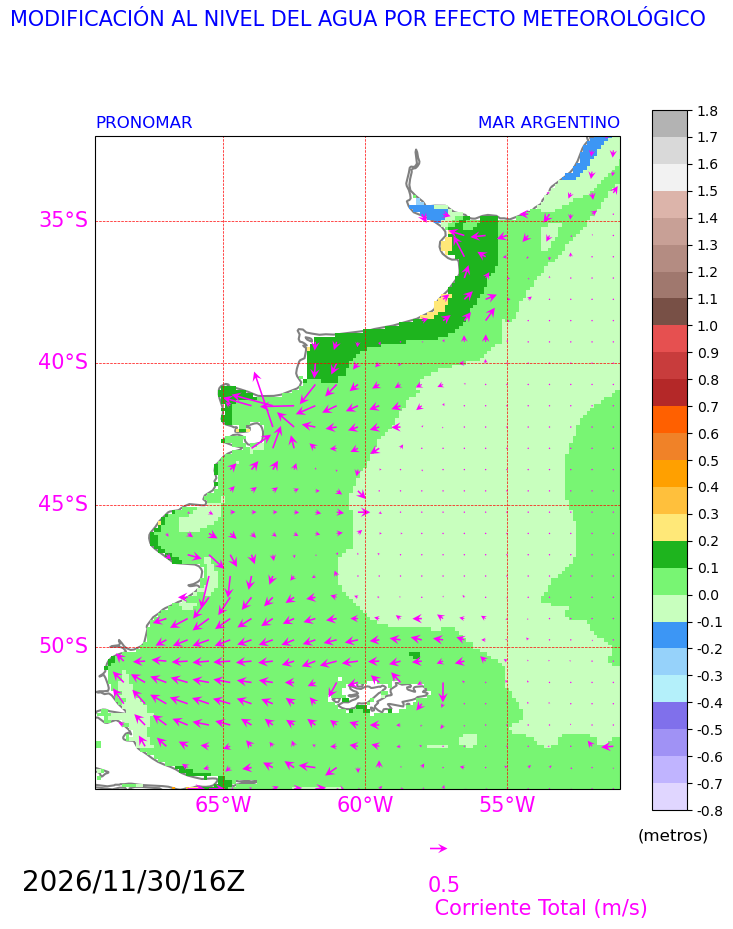 MODIFICACIÓN AL NIVEL DEL AGUA POR EFECTO METEOROLÓGICO
PRONOMAR
MAR ARGENTINO
35°S
40°S
45°S
50°S
65°W
60°W
55°W
1.8
1.7
1.6
1.5
1.4
1.3
1.2
1.1
1.0
0.9
0.8
0.7
0.6
0.5
0.4
0.3
0.2
0.1
0.0
-0.1
-0.2
-0.3
-0.4
-0.5
-0.6
-0.7
-0.8
(metros)
2026/11/30/16Z
0.5
Corriente Total (m/s)